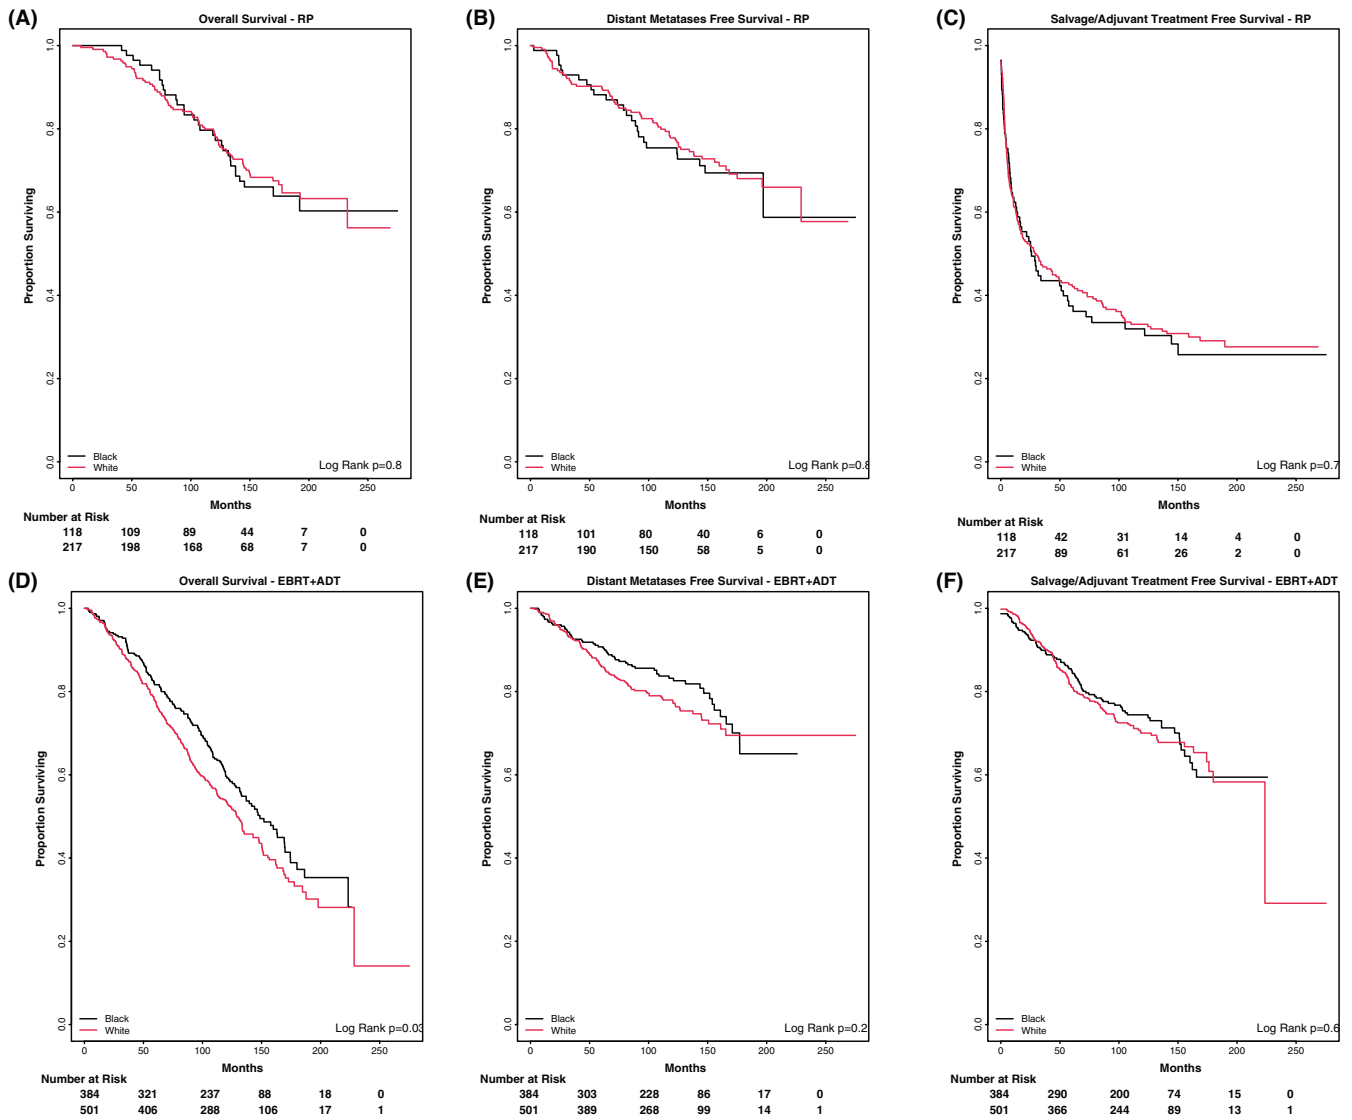 (A)
Overall Survival - RP
Proportion Surviving
1.0
0.8
0.6
0.4
0.2
0.0
Black
White
Log Rank p=0.8
0 50 100 150 200 250
Months
Number at Risk
118 109 89 44 7 0
217 198 168 68 7 0
(B)
Distant Metatases Free Survival - RP
Proportion Surviving
1.0
0.8
0.6
0.4
0.2
0.0
Black
White
Log Rank p=0.8
0 50 100 150 200 250
Months
Number at Risk
118 101 80 40 6 0
217 190 150 58 5 0
(C)
Salvage/Adjuvant Treatment Free Survival - RP
Proportion Surviving
1.0
0.8
0.6
0.4
0.2
0.0
Black
White
Log Rank p=0.7
0 50 100 150 200 250
Months
Number at Risk
118 42 31 14 4 0
217 89 61 26 2 0
(D)
Overall Survival - EBRT+ADT
Proportion Surviving
1.0
0.8
0.6
0.4
0.2
0.0
Black
White
Log Rank p=0.03
0 50 100 150 200 250
Months
Number at Risk
384 321 237 88 18 0
501 406 288 106 17 1
(E)
Distant Metatases Free Survival - EBRT+ADT
Proportion Surviving
1.0
0.8
0.6
0.4
0.2
0.0
Black
White
Log Rank p=0.2
0 50 100 150 200 250
Months
Number at Risk
384 303 228 86 17 0
501 389 268 99 14 1
(F)
Salvage/Adjuvant Treatment Free Survival - EBRT+ADT
Proportion Surviving
1.0
0.8
0.6
0.4
0.2
0.0
Black
White
Log Rank p=0.6
0 50 100 150 200 250
Months
Number at Risk
384 290 200 74 15 0
501 366 244 89 13 1